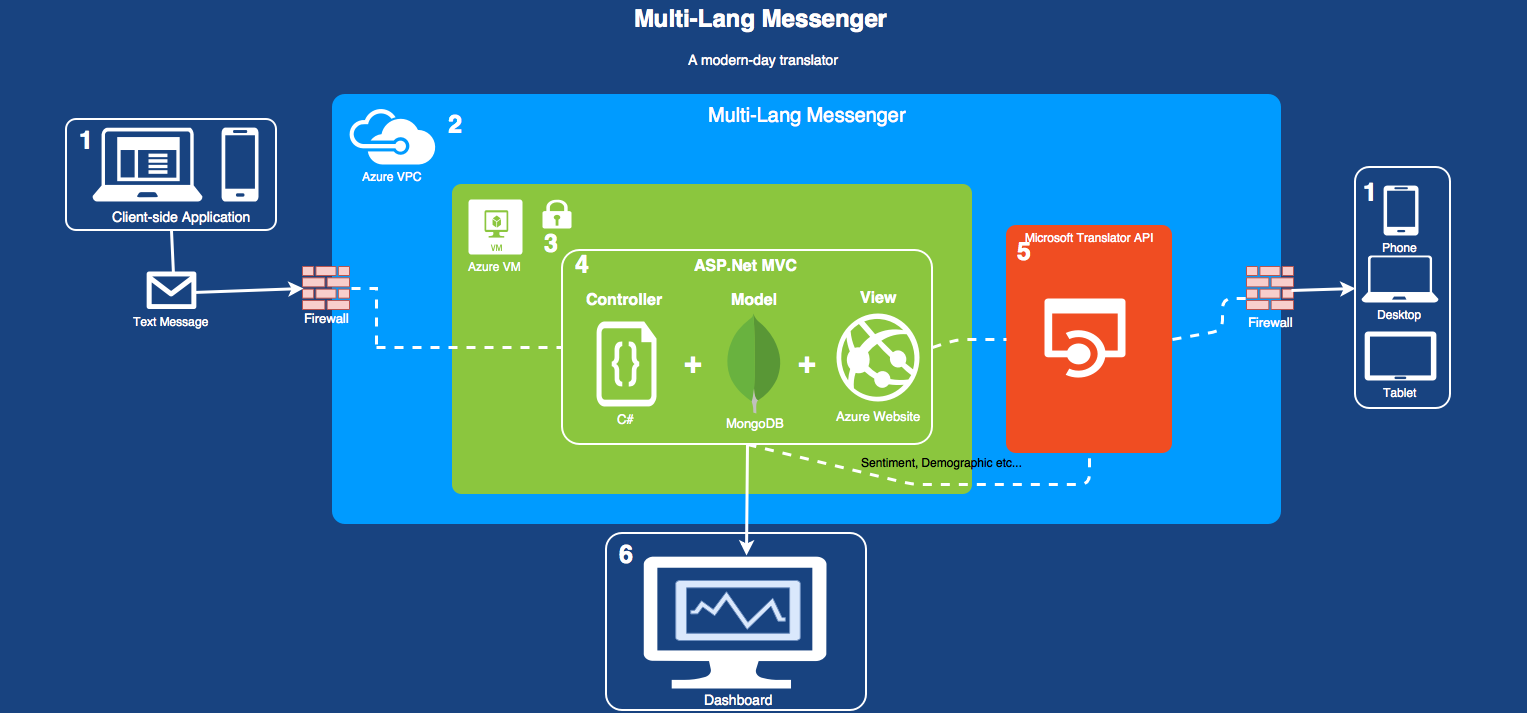 Multi-Lang Messenger
A modern-day translator
1
Client-side Application
Text Message
Firewall
Multi-Lang Messenger
2
Azure VPC
VM
Azure VM
3
4
ASP.Net MVC
Controller
Model
View
{}
+
+
C#
MongoDB
Azure Website
Microsoft Translator API
5
Sentiment, Demographic etc...
Firewall
1
Phone
Desktop
Tablet
6
Dashboard